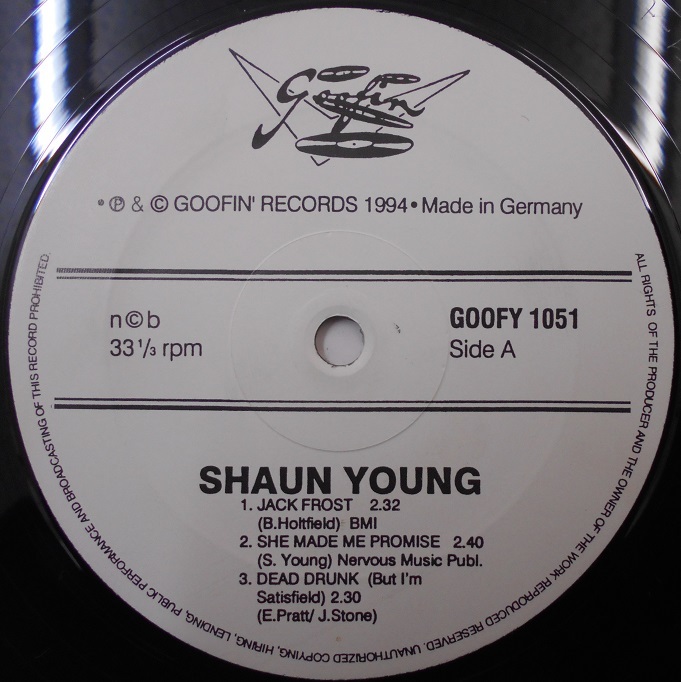 Goofin
℗ & © GOOFIN' RECORDS 1994 • Made in Germany
n©b
33 1/3 rpm
GOOFY 1051
Side A
SHAUN YOUNG
1. JACK FROST 2.32
(B.Holtfield) BMI
2. SHE MADE ME PROMISE 2.40
(S. Young) Nervous Music Publ.
3. DEAD DRUNK (But I'm
Satisfield) 2.30
(E.Pratt/ J.Stone)
ALL RIGHTS OF THE PRODUCER AND THE OWNER OF THE WORK REPRODUCED RESERVED. UNAUTHORIZED COPYING, HIRING, LENDING, PUBLIC PERFORMANCE AND BROADCASTING OF THIS RECORD PROHIBITED.